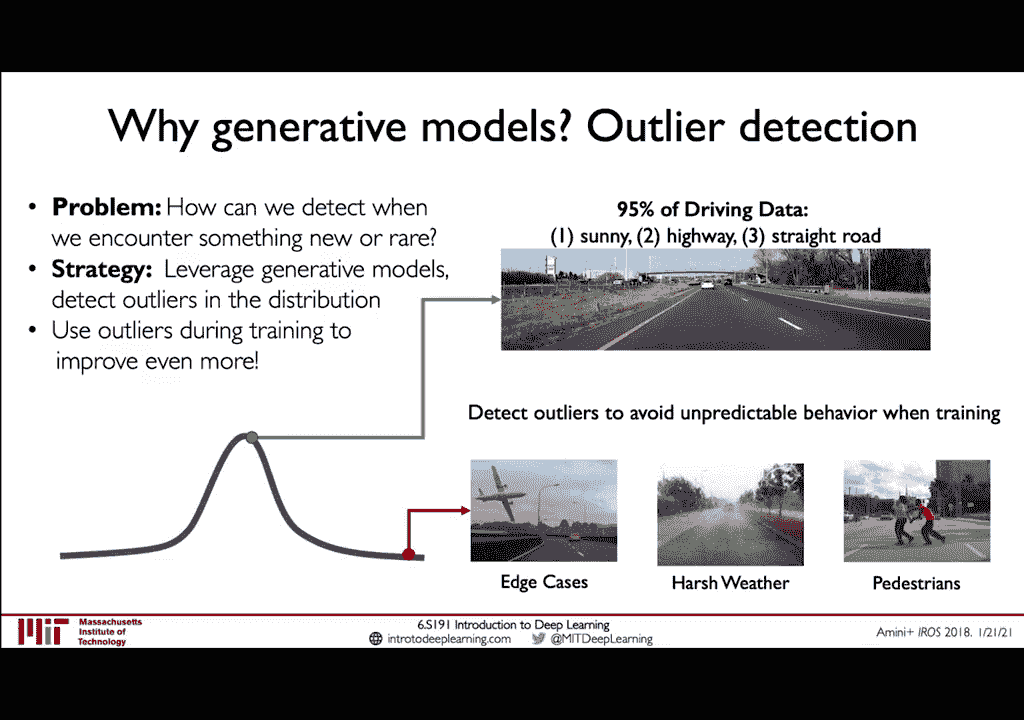 Why generative models? Outlier detection
• Problem: How can we detect when
we encounter something new or rare?
• Strategy: Leverage generative models,
detect outliers in the distribution
• Use outliers during training to
improve even more!
95% of Driving Data:
(1) sunny, (2) highway, (3) straight road
Detect outliers to avoid unpredictable behavior when training
Edge Cases
Harsh Weather
Pedestrians
MIT
Massachusetts
Institute of
Technology
6.S191 Introduction to Deep Learning
introtodeeplearning.com @MITDeepLearning
Amini+ IROS 2018. 1/21/21